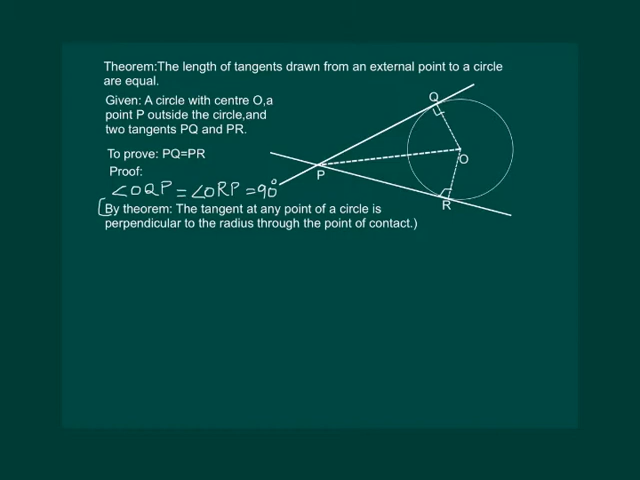 Theorem:The length of tangents drawn from an external point to a circle
are equal.
Given: A circle with centre O,a
point P outside the circle,and
two tangents PQ and PR.
To prove: PQ=PR
Proof:
∠OQP = ∠ORP = 90°
[By theorem: The tangent at any point of a circle is
perpendicular to the radius through the point of contact.)
Q
O
P
R